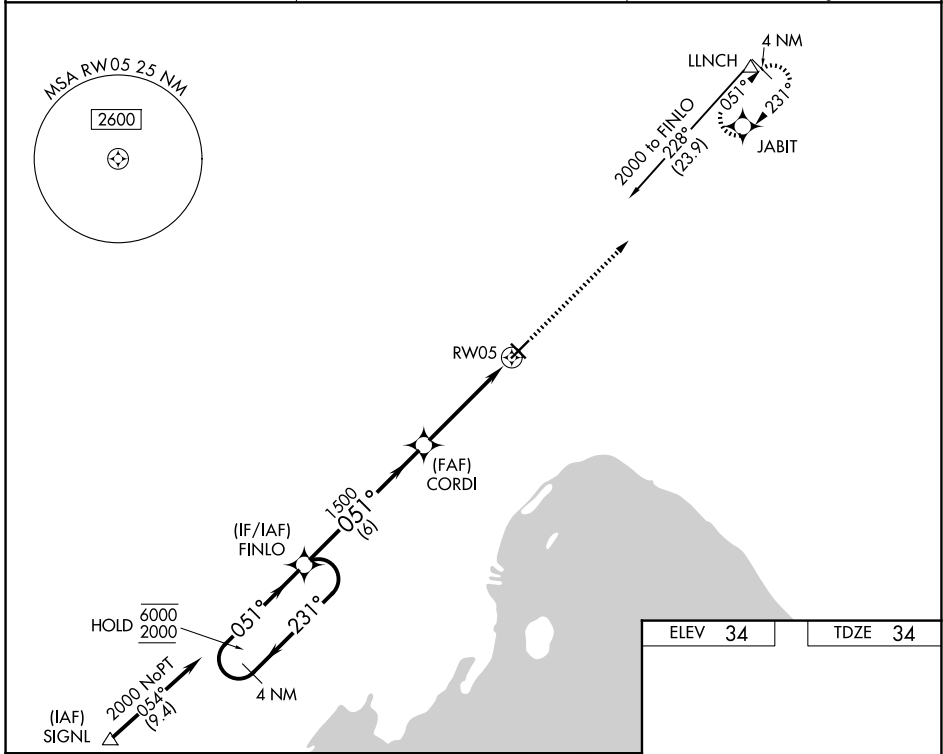 MSA RW05 25 NM
2600
4 NM
LLNCH
051°
231°
JABIT
2000 to FINLO
228°
(23.9)
RW05
(FAF)
CORDI
1500
051°
(6)
(IF/IAF)
FINLO
HOLD 6000
2000
051°
231°
4 NM
2000 NoPT
054°
(9.4)
(IAF)
SIGNL
ELEV 34
TDZE 34